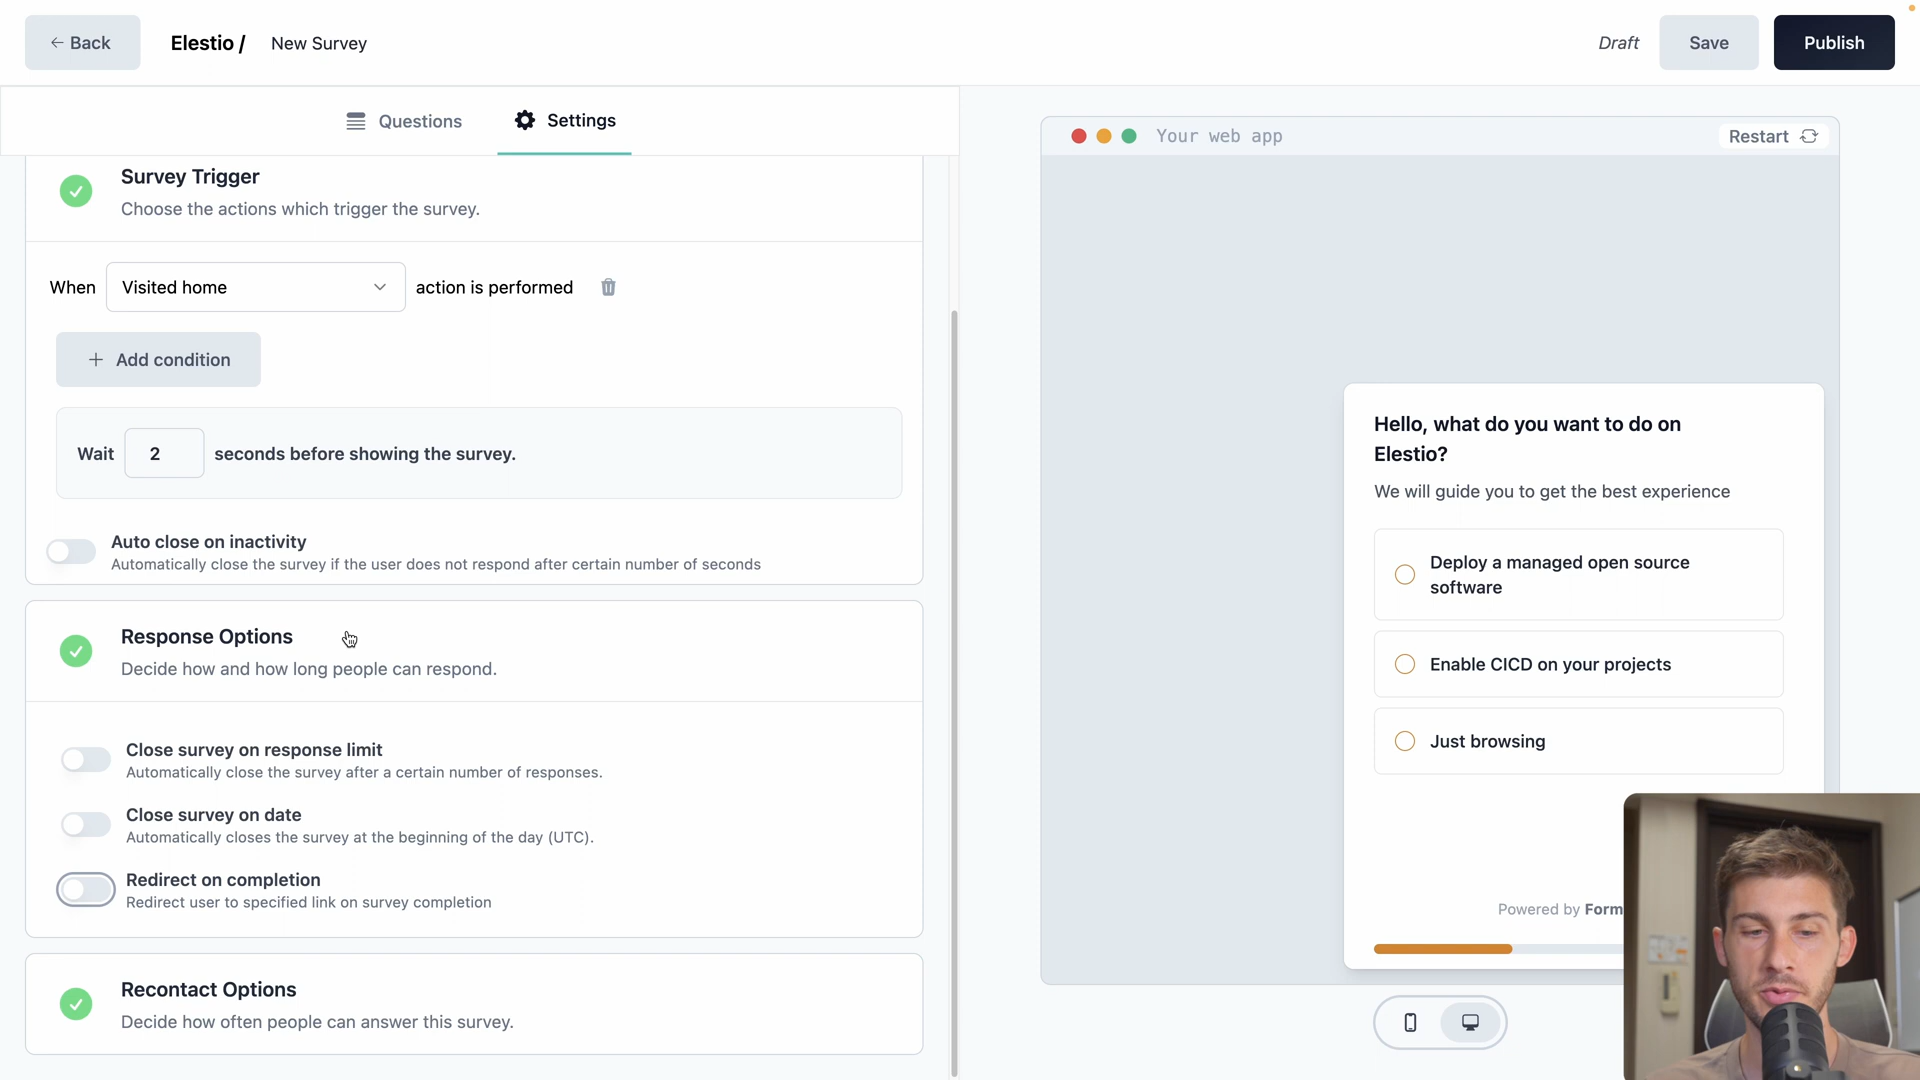 ← Back
Elestio /
New Survey
Draft
Save
Publish
Questions
Settings
Survey Trigger
Choose the actions which trigger the survey.
When
Visited home
action is performed
+ Add condition
Wait
2
seconds before showing the survey.
Auto close on inactivity
Automatically close the survey if the user does not respond after certain number of seconds
Response Options
Decide how and how long people can respond.
Close survey on response limit
Automatically close the survey after a certain number of responses.
Close survey on date
Automatically closes the survey at the beginning of the day (UTC).
Redirect on completion
Redirect user to specified link on survey completion
Recontact Options
Decide how often people can answer this survey.
Your web app
Restart
Hello, what do you want to do on
Elestio?
We will guide you to get the best experience
Deploy a managed open source
software
Enable CICD on your projects
Just browsing
Powered by Form